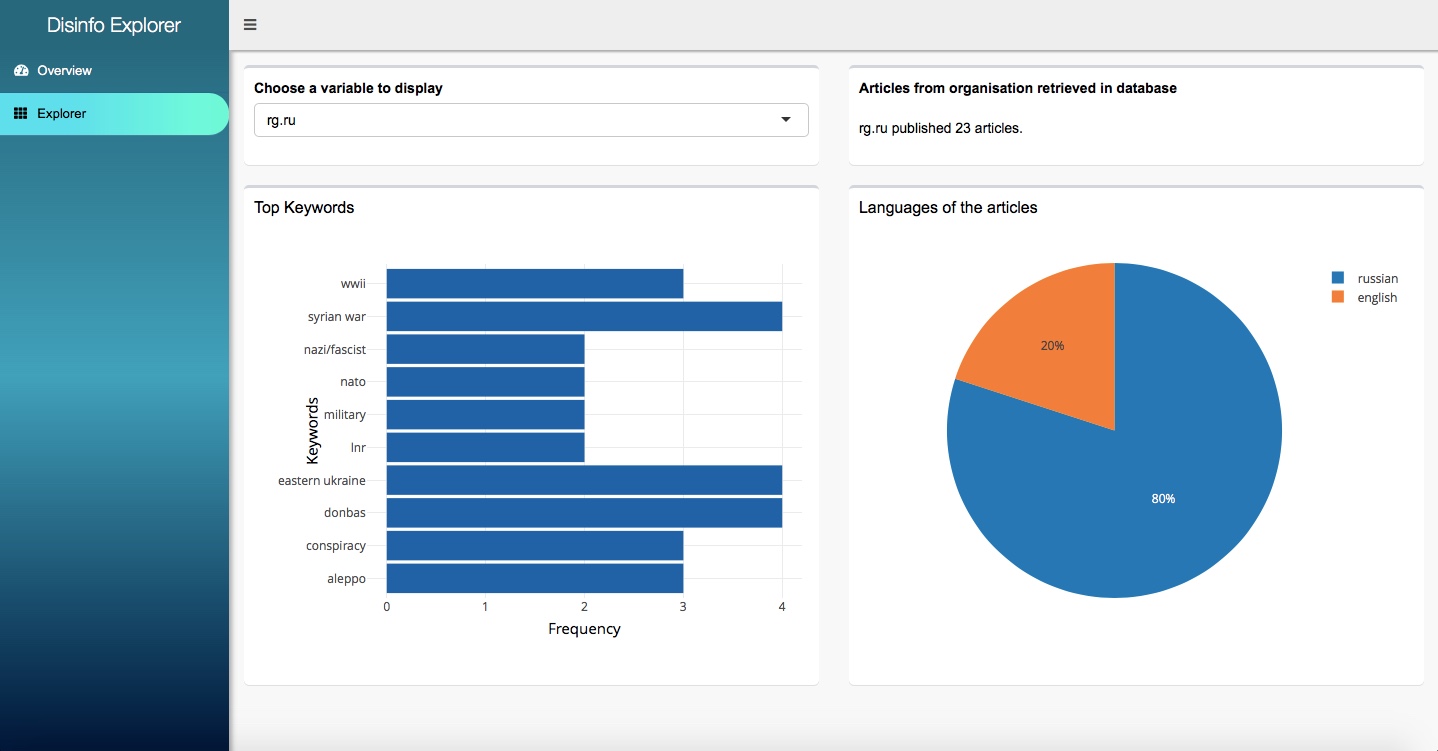 Disinfo Explorer
Overview
Explorer
Choose a variable to display
rg.ru
Articles from organisation retrieved in database
rg.ru published 23 articles.
Top Keywords
Keywords
wwii
syrian war
nazi/fascist
nato
military
lnr
eastern ukraine
donbas
conspiracy
aleppo
0 1 2 3 4
Frequency
Languages of the articles
russian
english
20%
80%